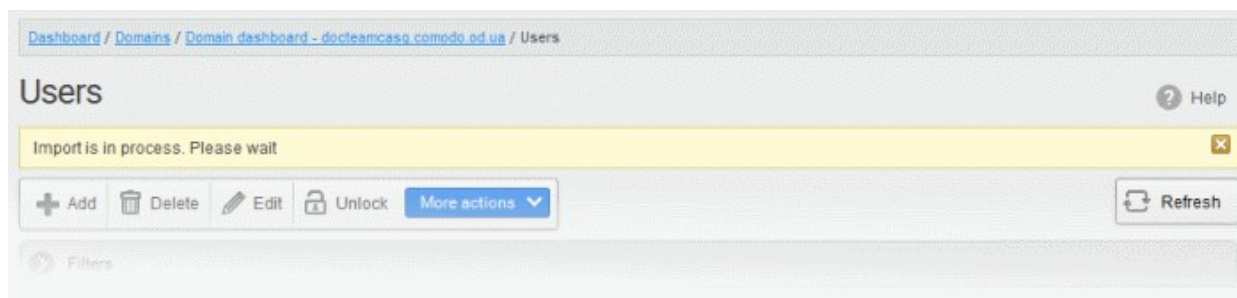 Dashboard / Domains / Domain dashboard - docteamcasg.comodo.od.ua / Users
Users
Help
Import is in process. Please wait
Add Delete Edit Unlock More actions
Refresh
Filters